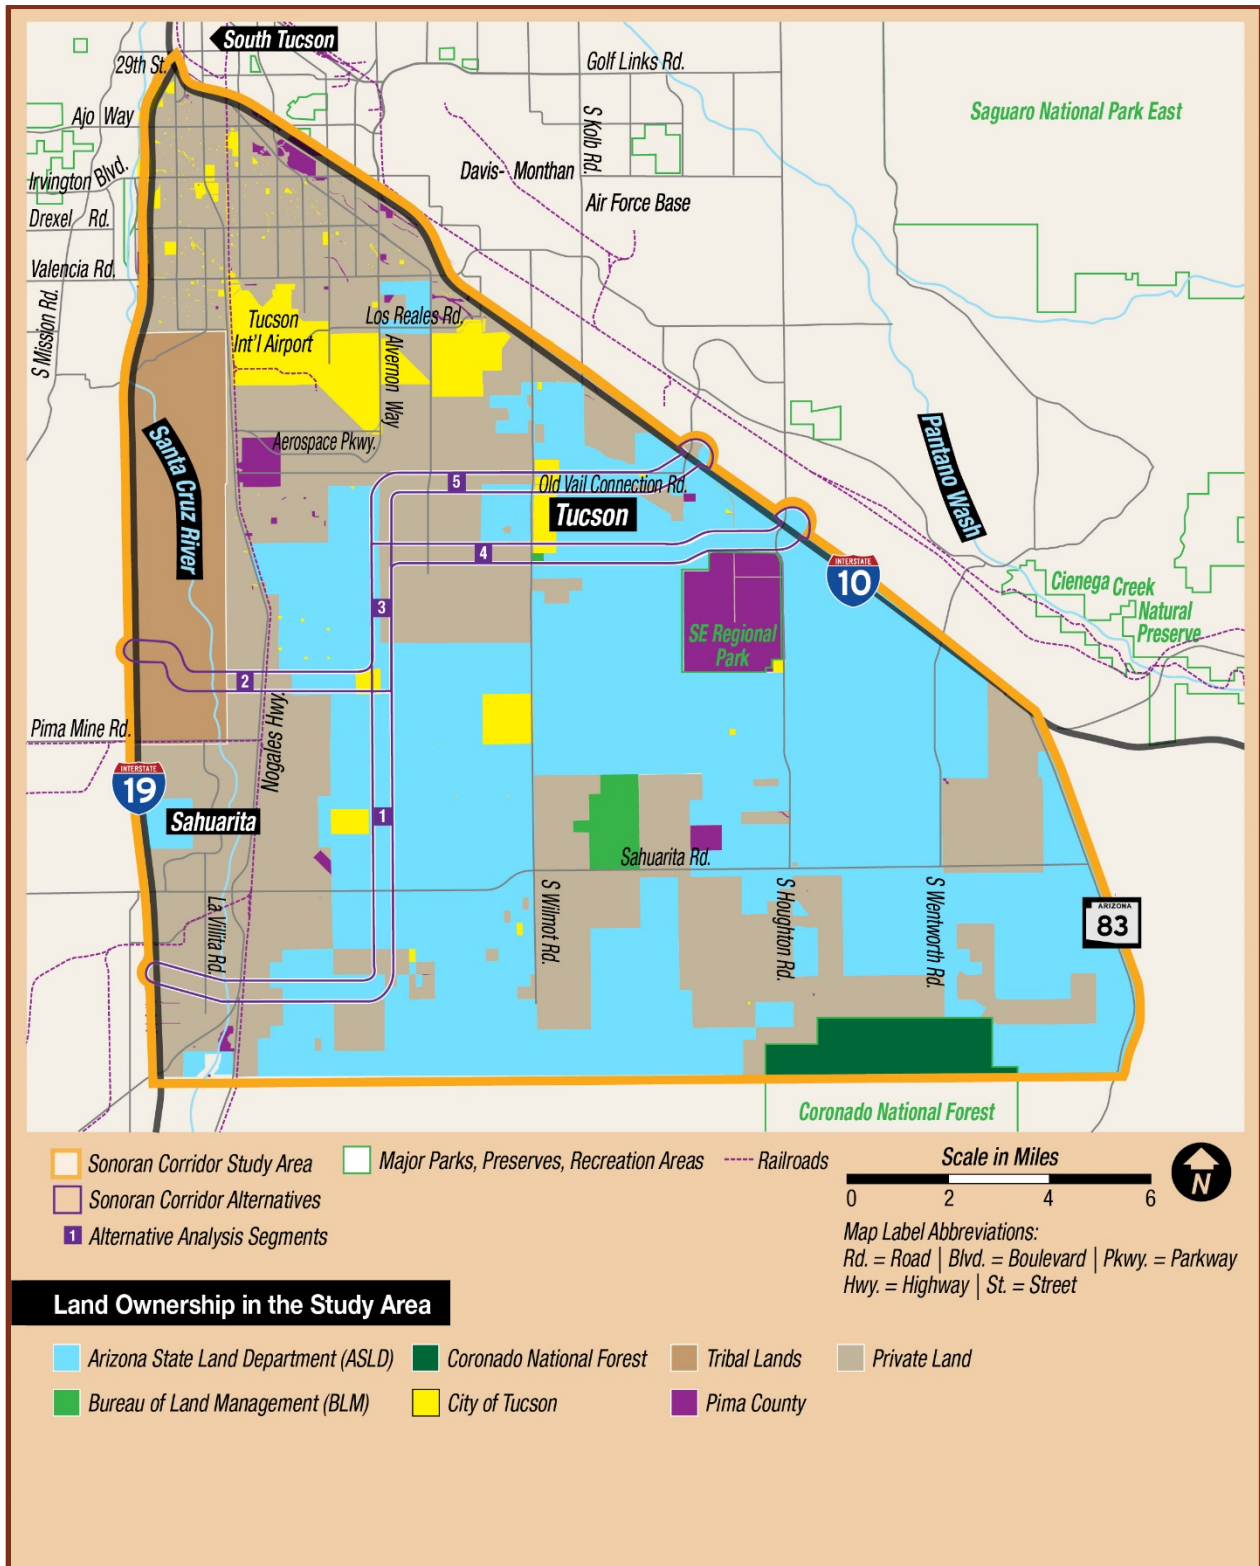 South Tucson
29th St.
Golf Links Rd.
Ajo Way
S Kolb Rd.
Saguaro National Park East
Irvington Blvd.
Davis- Monthan
Air Force Base
Drexel Rd.
Valencia Rd.
S Mission Rd.
Tucson
Int'l Airport
Los Reales Rd.
Alvernon Way
Santa Cruz River
Aerospace Pkwy.
Pantano Wash
5
Old Vail Connection Rd.
Tucson
4
INTERSTATE
10
Cienega Creek
Natural
Preserve
3
SE Regional
Park
2
Nogales Hwy.
Pima Mine Rd.
INTERSTATE
19
Sahuarita
1
Sahuarita Rd.
La Villita Rd.
S Wilmot Rd.
S Houghton Rd.
S Wentworth Rd.
ARIZONA
83
Coronado National Forest
Sonoran Corridor Study Area
Major Parks, Preserves, Recreation Areas
Railroads
Sonoran Corridor Alternatives
1 Alternative Analysis Segments
Scale in Miles
0 2 4 6
N
Map Label Abbreviations:
Rd. = Road | Blvd. = Boulevard | Pkwy. = Parkway
Hwy. = Highway | St. = Street
Land Ownership in the Study Area
Arizona State Land Department (ASLD)
Coronado National Forest
Tribal Lands
Private Land
Bureau of Land Management (BLM)
City of Tucson
Pima County